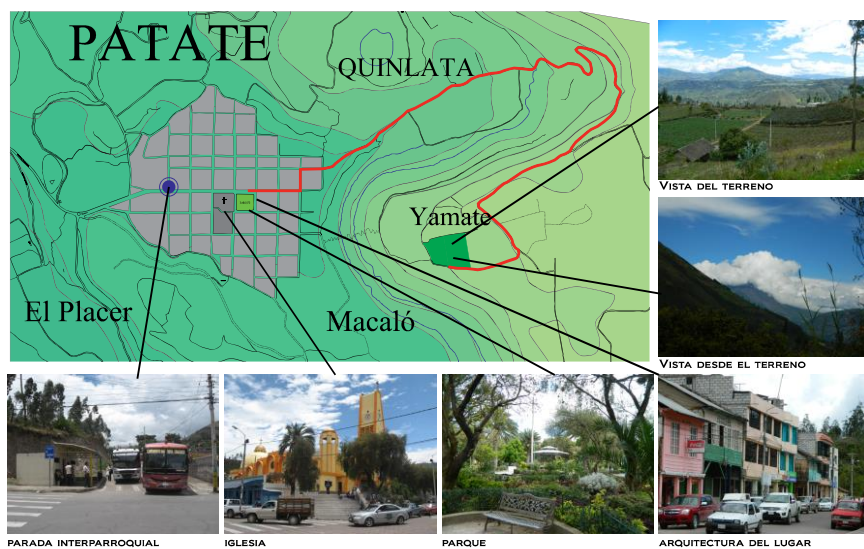 PATATE
QUINLATA
Yamate
El Placer
Macaló
VISTA DEL TERRENO
VISTA DESDE EL TERRENO
PARADA INTERPARROQUIAL
IGLESIA
PARQUE
ARQUITECTURA DEL LUGAR